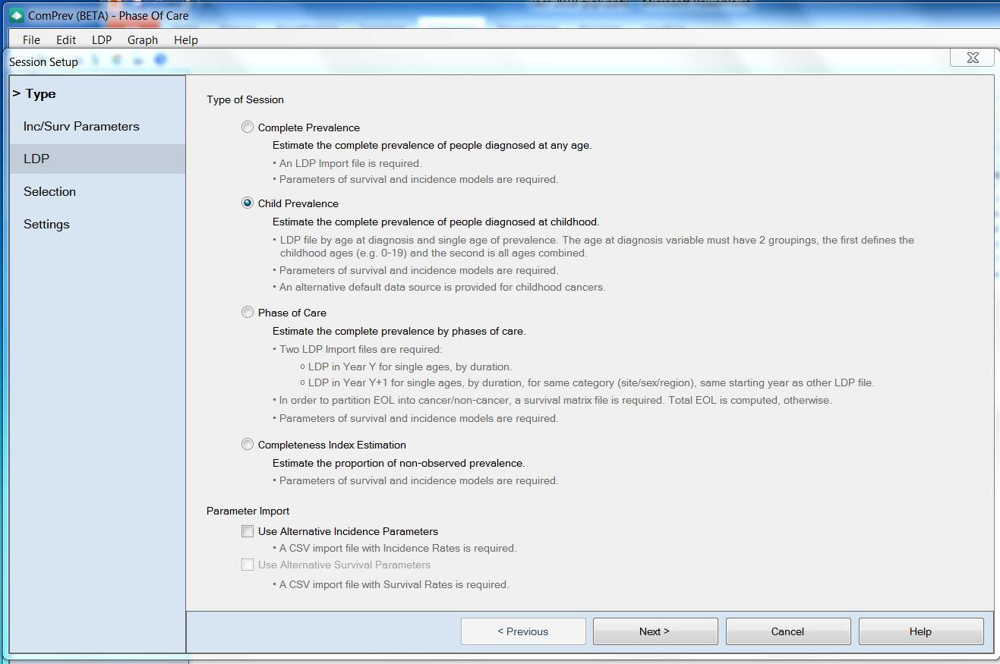 ComPrev (BETA) - Phase Of Care
File Edit LDP Graph Help
Session Setup
> Type
Inc/Surv Parameters
LDP
Selection
Settings
Type of Session
Complete Prevalence
Estimate the complete prevalence of people diagnosed at any age.
• An LDP Import file is required.
• Parameters of survival and incidence models are required.
Child Prevalence
Estimate the complete prevalence of people diagnosed at childhood.
• LDP file by age at diagnosis and single age of prevalence. The age at diagnosis variable must have 2 groupings, the first defines the
childhood ages (e.g. 0-19) and the second is all ages combined.
• Parameters of survival and incidence models are required.
• An alternative default data source is provided for childhood cancers.
Phase of Care
Estimate the complete prevalence by phases of care.
• Two LDP Import files are required:
o LDP in Year Y for single ages, by duration.
o LDP in Year Y+1 for single ages, by duration, for same category (site/sex/region), same starting year as other LDP file.
• In order to partition EOL into cancer/non-cancer, a survival matrix file is required. Total EOL is computed, otherwise.
• Parameters of survival and incidence models are required.
Completeness Index Estimation
Estimate the proportion of non-observed prevalence.
• Parameters of survival and incidence models are required.
Parameter Import
Use Alternative Incidence Parameters
• A CSV import file with Incidence Rates is required.
Use Alternative Survival Parameters
• A CSV import file with Survival Rates is required.
< Previous
Next >
Cancel
Help